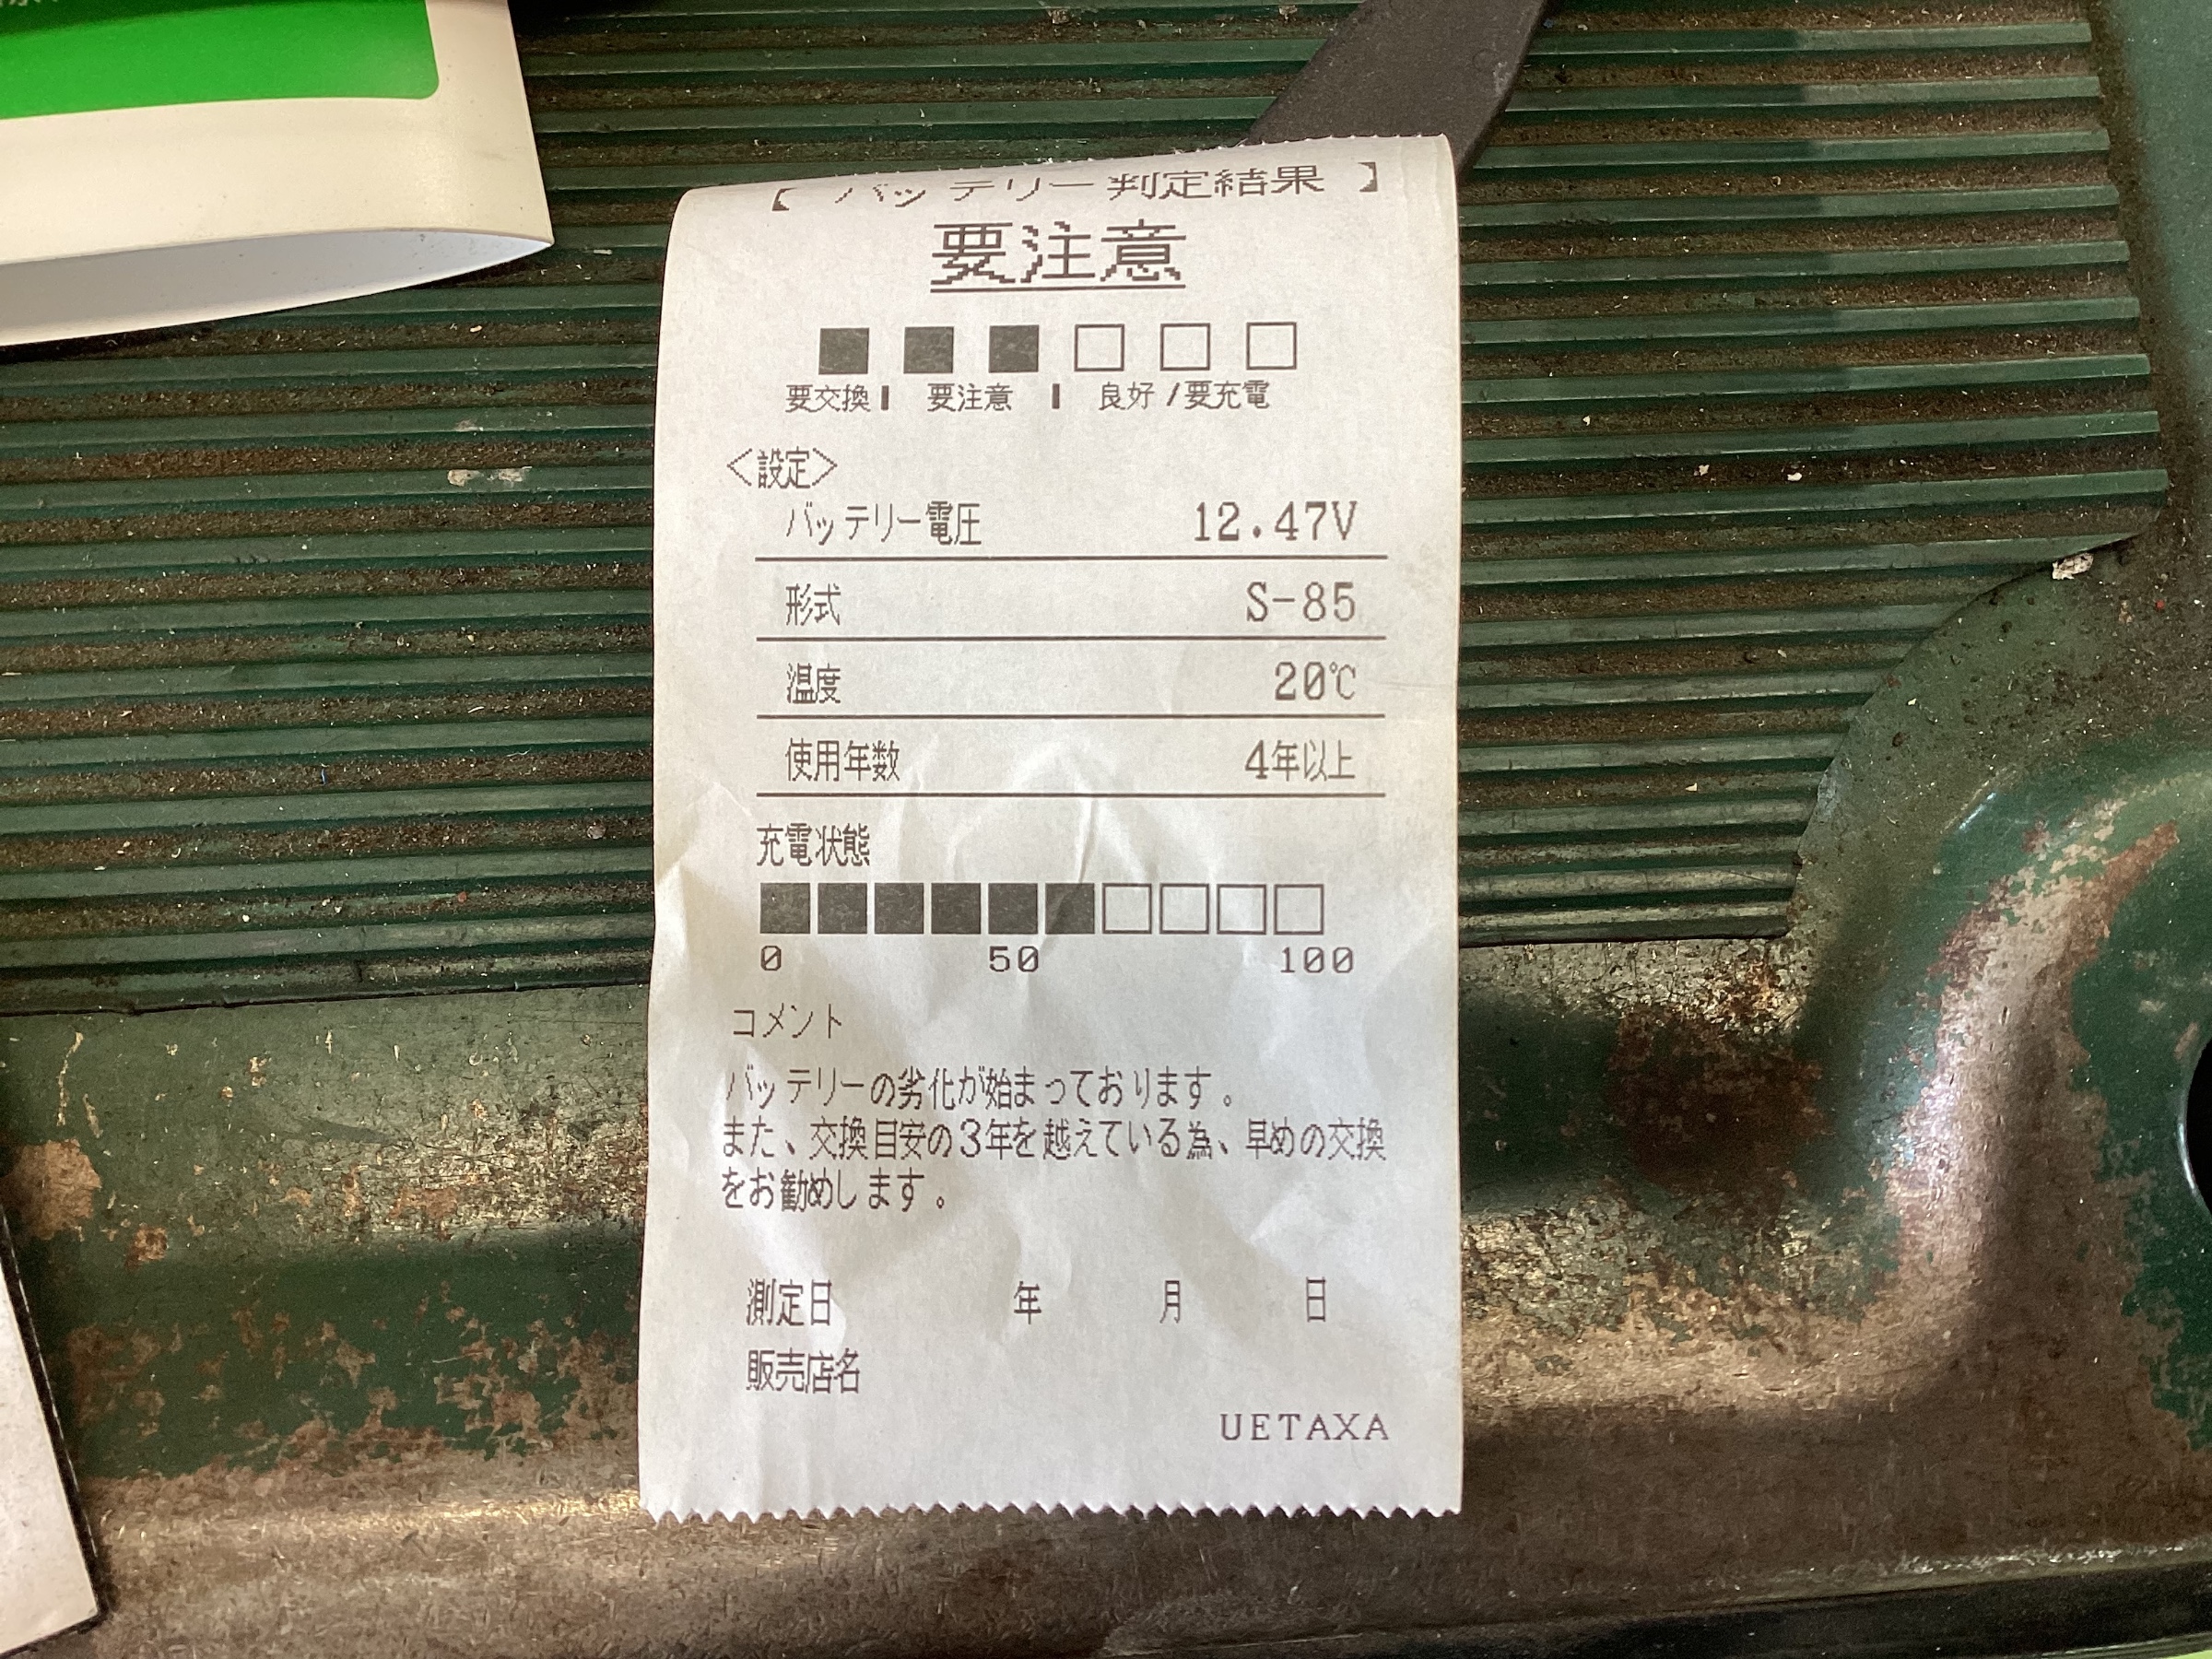 【 バッテリー判定結果 】
要注意
■ ■ ■ □ □ □
要交換 | 要注意 | 良好 /要充電
<設定>
バッテリー電圧 12.47V
形式 S-85
温度 20℃
使用年数 4年以上
充電状態
■■■■■■□□□□
0 50 100
コメント
バッテリーの劣化が始まっております。
また、交換目安の3年を越えている為、早めの交換
をお勧めします。
測定日 年 月 日
販売店名
UETAXA